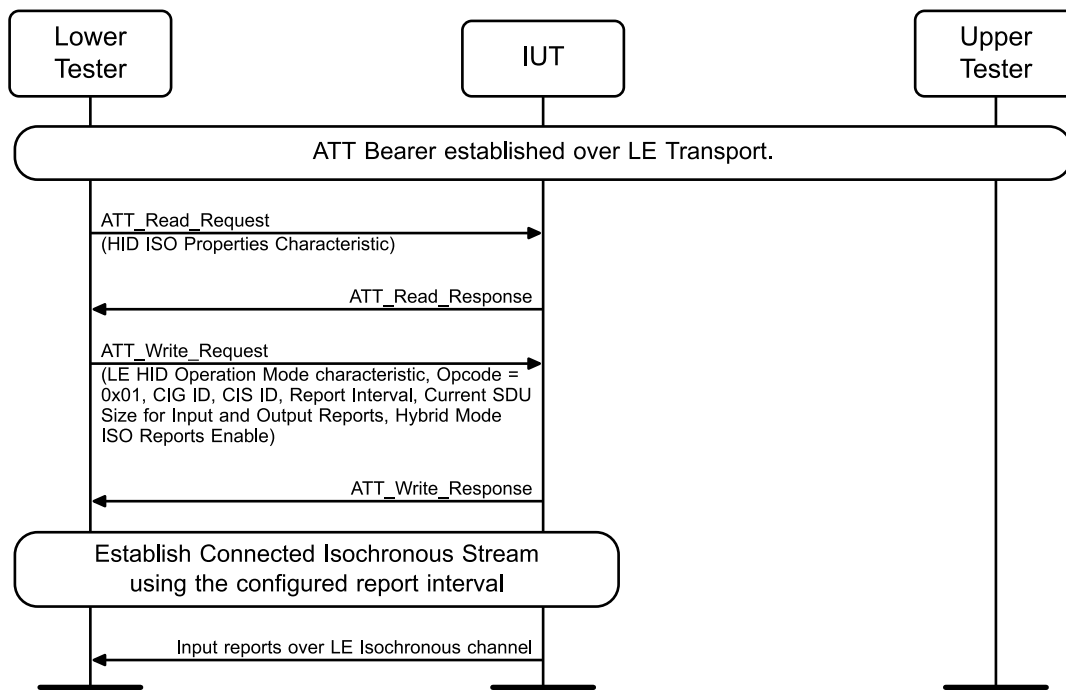 Lower
Tester
IUT
Upper
Tester
ATT Bearer established over LE Transport.
ATT_Read_Request
(HID ISO Properties Characteristic)
ATT_Read_Response
ATT_Write_Request
(LE HID Operation Mode characteristic, Opcode =
0x01, CIG ID, CIS ID, Report Interval, Current SDU
Size for Input and Output Reports, Hybrid Mode
ISO Reports Enable)
ATT_Write_Response
Establish Connected Isochronous Stream
using the configured report interval
Input reports over LE Isochronous channel